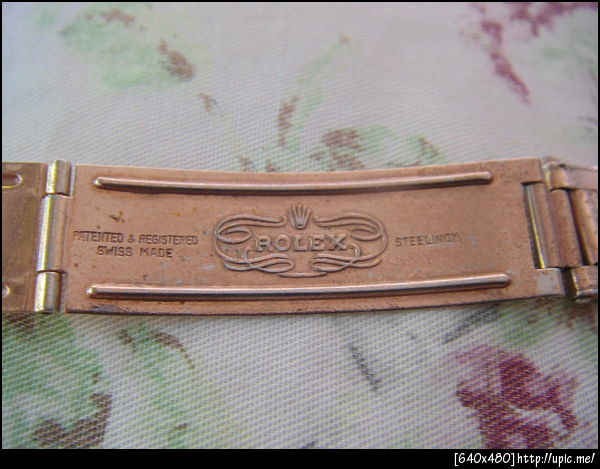 PATENTED & REGISTERED
SWISS MADE
ROLEX
STEELINOX
[640x480]http://upic.me/